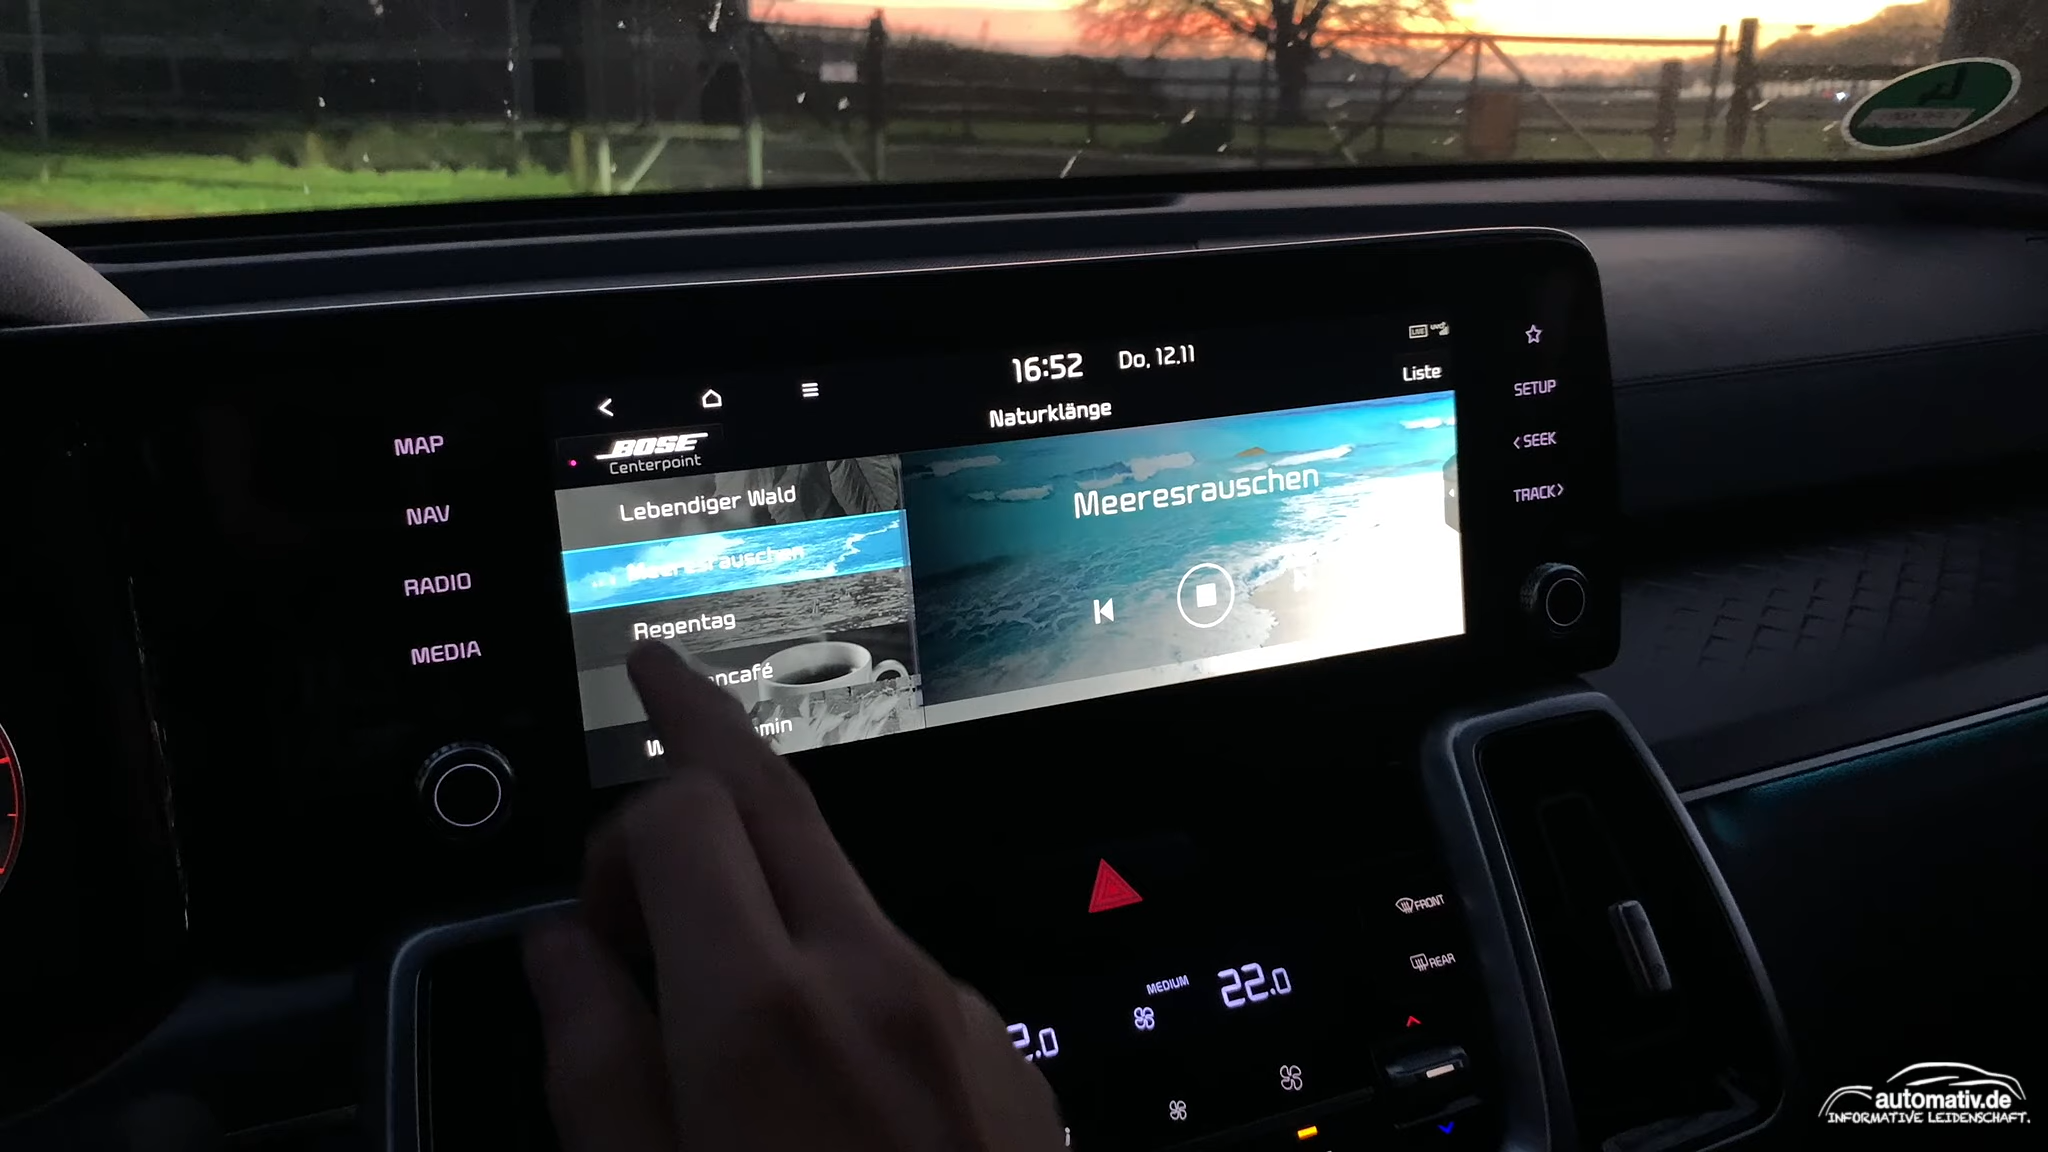 16:52 Do, 12.11
Naturklänge
Liste
BOSE
Centerpoint
Lebendiger Wald
Meeresrauschen
Regentag
Meeresrauschen
MAP
NAV
RADIO
MEDIA
SETUP
< SEEK
TRACK >
FRONT
REAR
MEDIUM
22.0
automativ.de
INFORMATIVE LEIDENSCHAFT.